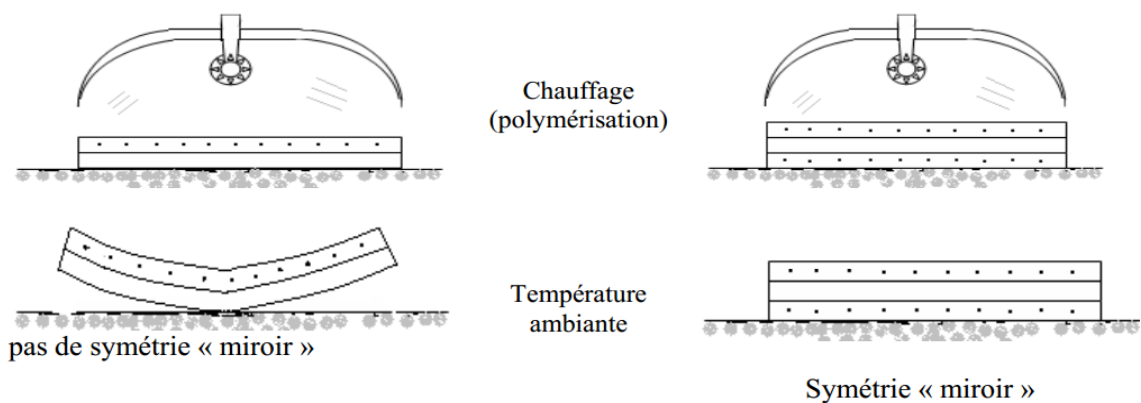 Chauffage
(polymérisation)
Température
ambiante
pas de symétrie « miroir »
Symétrie « miroir »